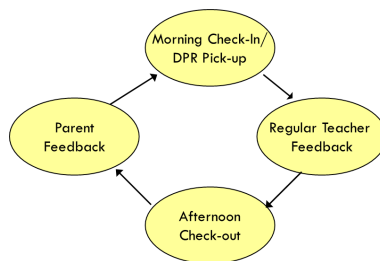 Morning Check-In/
DPR Pick-up
Regular Teacher
Feedback
Afternoon
Check-out
Parent
Feedback